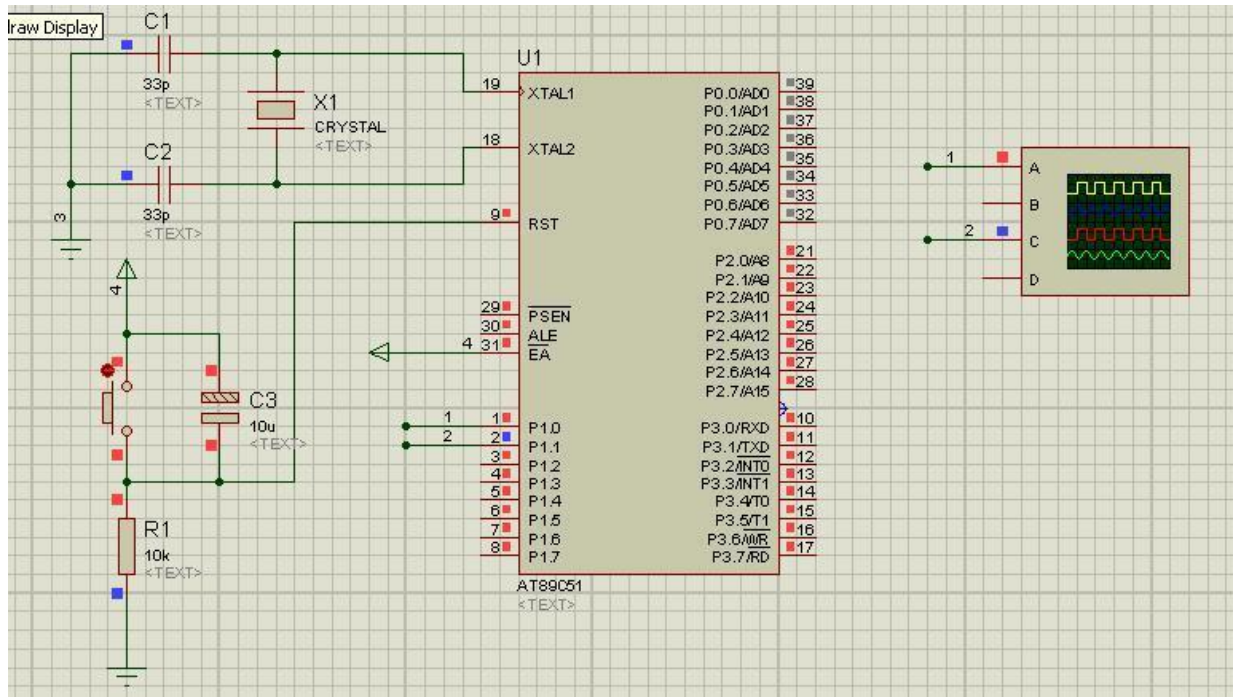 draw Display
C1
33p
<TEXT>
X1
CRYSTAL
<TEXT>
C2
33p
<TEXT>
3
4
C3
10u
<TEXT>
R1
10k
<TEXT>
U1
19 XTAL1
18 XTAL2
9 RST
29 PSEN
30 ALE
4 31 EA
1 1 P1.0
2 2 P1.1
3 P1.2
4 P1.3
5 P1.4
6 P1.5
7 P1.6
8 P1.7
P0.0/AD0 39
P0.1/AD1 38
P0.2/AD2 37
P0.3/AD3 36
P0.4/AD4 35
P0.5/AD5 34
P0.6/AD6 33
P0.7/AD7 32
P2.0/A8 21
P2.1/A9 22
P2.2/A10 23
P2.3/A11 24
P2.4/A12 25
P2.5/A13 26
P2.6/A14 27
P2.7/A15 28
P3.0/RXD 10
P3.1/TXD 11
P3.2/INT0 12
P3.3/INT1 13
P3.4/T0 14
P3.5/T1 15
P3.6/WR 16
P3.7/RD 17
AT89C51
<TEXT>
1 A
B
2 C
D